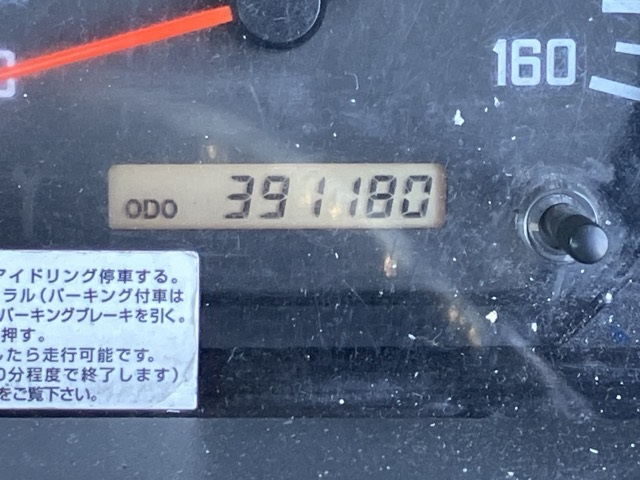 160
ODO 391180
アイドリング停車する。
ラル(パーキング付車は
パーキングブレーキを引く。
押す。
したら走行可能です。
0分程度で終了します)
をご覧下さい。